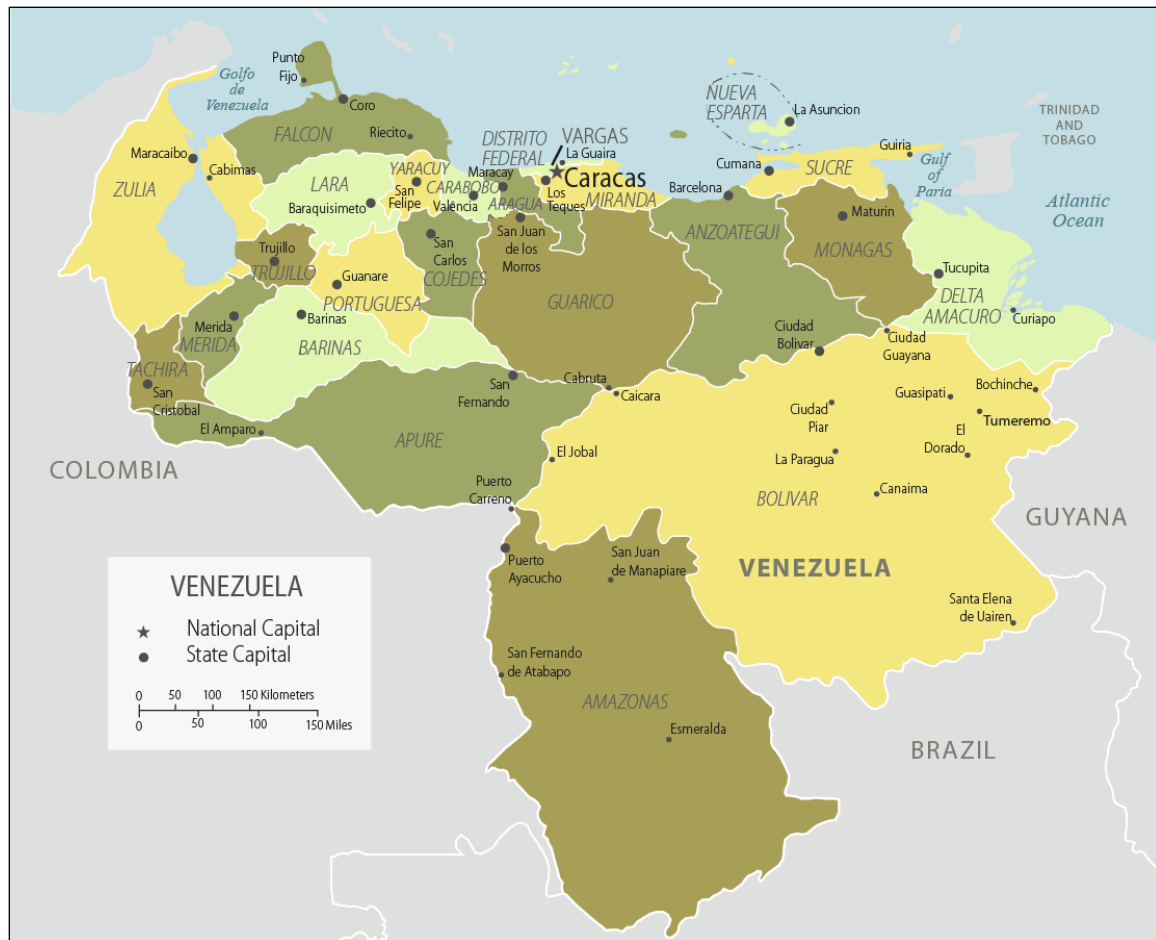 Punto
Fijo
Golfo
de
Venezuela
Coro
FALCON
Riecito
NUEVA
ESPARTA
La Asuncion
TRINIDAD
AND
TOBAGO
DISTRITO
FEDERAL
VARGAS
La Guaira
Maracaibo
Cabimas
ZULIA
LARA
Baraquisimeto
YARACUY
San
Felipe
CARABOBO
Valencia
Maracay
ARAGUA
Caracas
Los
Teques
MIRANDA
Barcelona
Cumana
SUCRE
Guiria
Gulf
of
Paria
Atlantic
Ocean
Trujillo
TRUJILLO
Guanare
PORTUGUESA
San
Carlos
COJEDES
San Juan
de los
Morros
GUARICO
ANZOATEGUI
Maturin
MONAGAS
Tucupita
DELTA
AMACURO
Curiapo
Merida
MERIDA
Barinas
BARINAS
TACHIRA
San
Cristobal
El Amparo
San
Fernando
APURE
Cabruta
Caicara
Ciudad
Bolivar
Ciudad
Guayana
Guasipati
Bochinche
Tumeremo
Ciudad
Piar
El
Dorado
La Paragua
El Jobal
Canaima
BOLIVAR
COLOMBIA
Puerto
Carreno
GUYANA
Puerto
Ayacucho
San Juan
de Manapiare
VENEZUELA
Santa Elena
de Uairen
San Fernando
de Atabapo
AMAZONAS
Esmeralda
BRAZIL
VENEZUELA
National Capital
State Capital
0 50 100 150 Kilometers
0 50 100 150 Miles